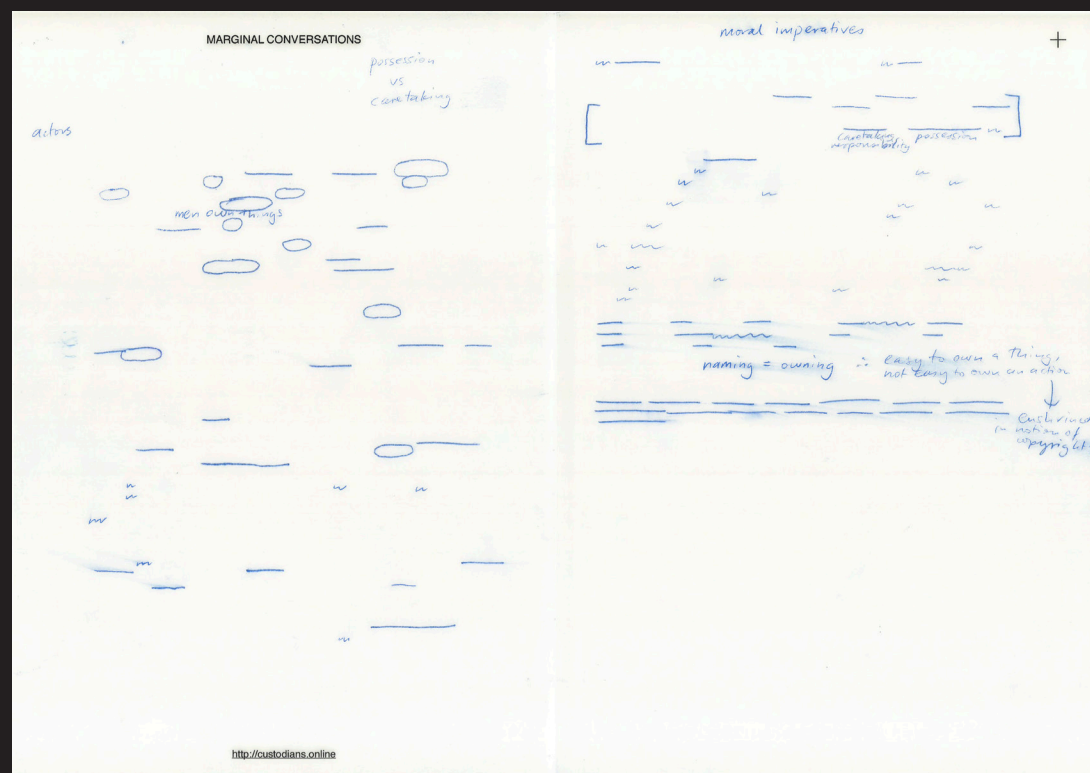 MARGINAL CONVERSATIONS
possession
vs
caretaking
actors
men own things
http://custodians.online
moral imperatives
caretaking
responsibility
possession
naming = owning ∴ easy to own a thing,
not easy to own an action
enshrined
in notion of
copyright